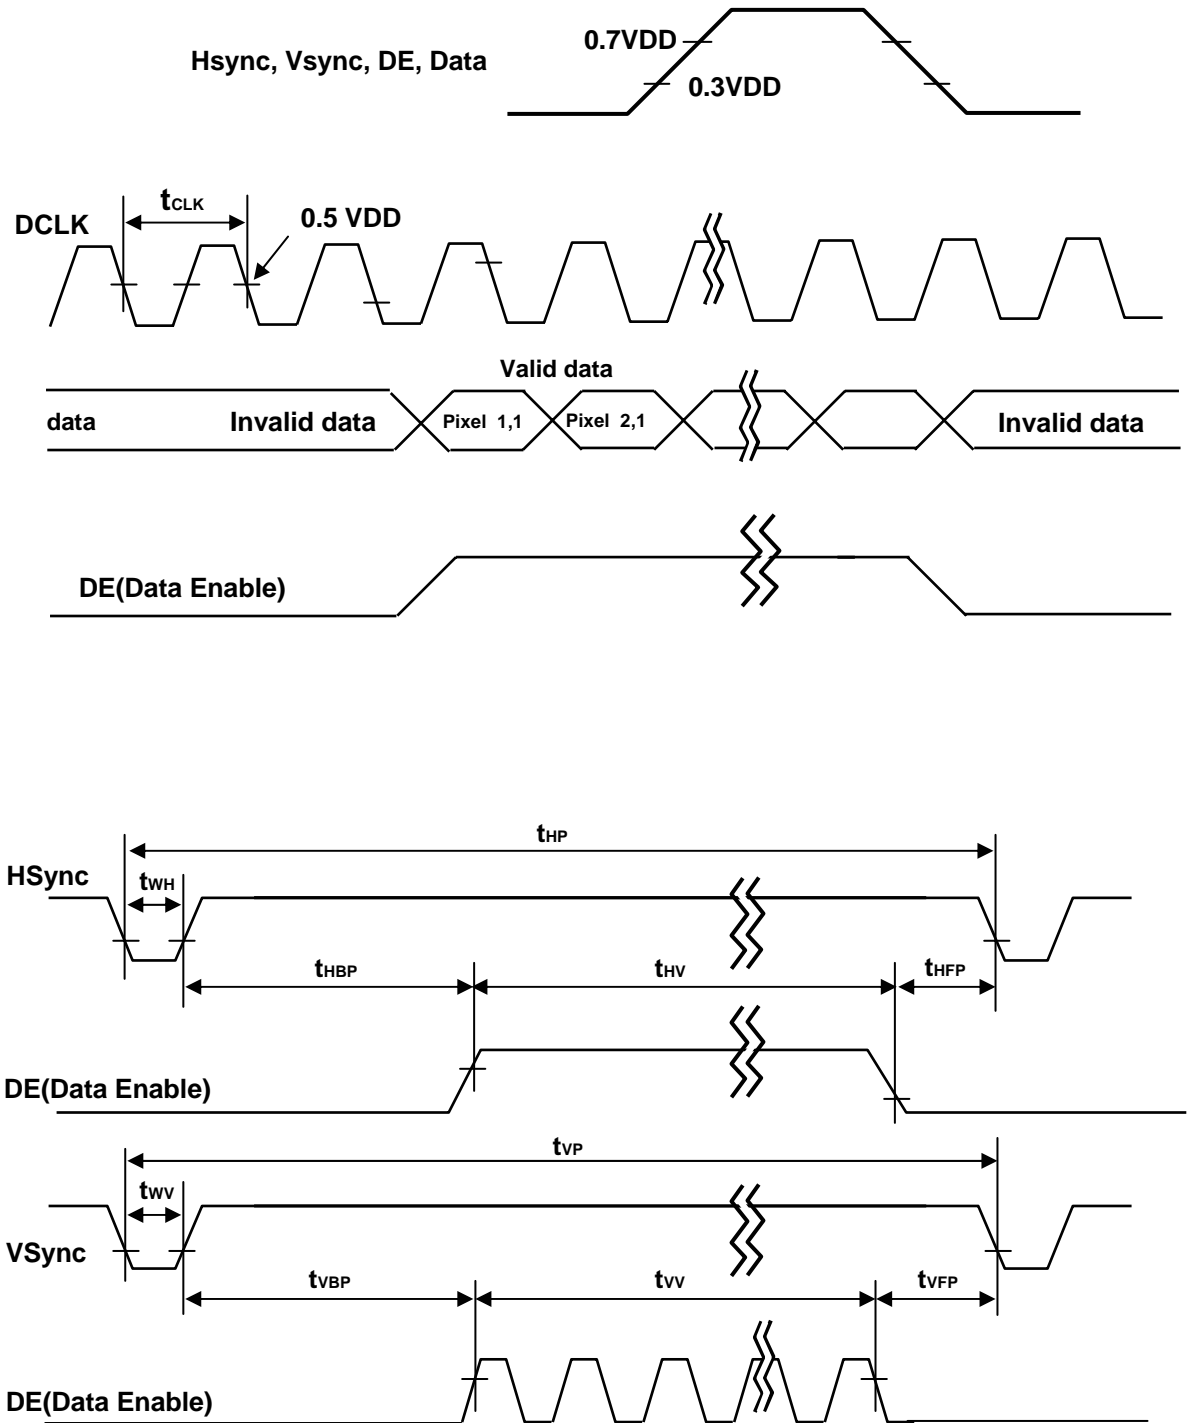 0.7VDD
Hsync, Vsync, DE, Data
0.3VDD
tCLK
DCLK
0.5 VDD
Valid data
data
Invalid data
Pixel 1,1
Pixel 2,1
Invalid data
DE(Data Enable)
tHP
HSync
tWH
tHBP
tHV
tHFP
DE(Data Enable)
tVP
tWV
VSync
tVBP
tVV
tVFP
DE(Data Enable)